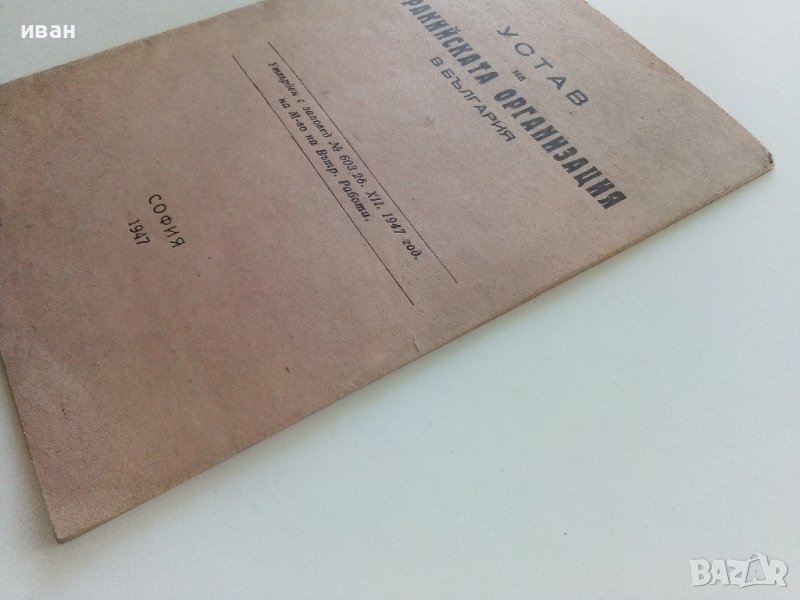 иван
УСТАВ
на
РАКИЙСКАТА ОРГАНИЗАЦИЯ
В БЪЛГАРИЯ
Утвърден с заповед № 603 26. XII. 1947 год.
на М-во на Вътр. Работи.
СОФИЯ
1947
BAZAR